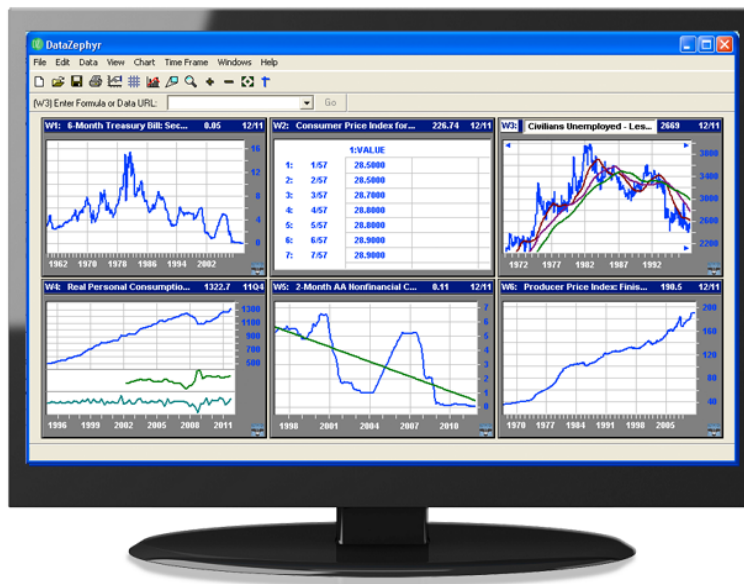 DataZephyr
File Edit Data View Chart Time Frame Windows Help
(W3) Enter Formula or Data URL: Go
W1: 6-Month Treasury Bill: Sec... 0.05 12/11
16
12
8
4
0
1962 1970 1978 1986 1994 2002
W2: Consumer Price Index for... 226.74 12/11
1:VALUE
1: 1/57 28.5000
2: 2/57 28.5000
3: 3/57 28.7000
4: 4/57 28.8000
5: 5/57 28.8000
6: 6/57 28.9000
7: 7/57 28.9000
W3: Civilians Unemployed - Les... 2669 12/11
3800
3400
3000
2600
2200
1972 1977 1982 1987 1992
W4: Real Personal Consumptio... 1322.7 11Q4
1300
1100
900
700
500
1996 1999 2002 2005 2008 2011
W5: 2-Month AA Nonfinancial C... 0.11 12/11
7
6
5
4
3
2
1
0
1998 2001 2004 2007 2010
W6: Producer Price Index: Finis... 190.5 12/11
200
160
120
80
40
1970 1977 1984 1991 1998 2005